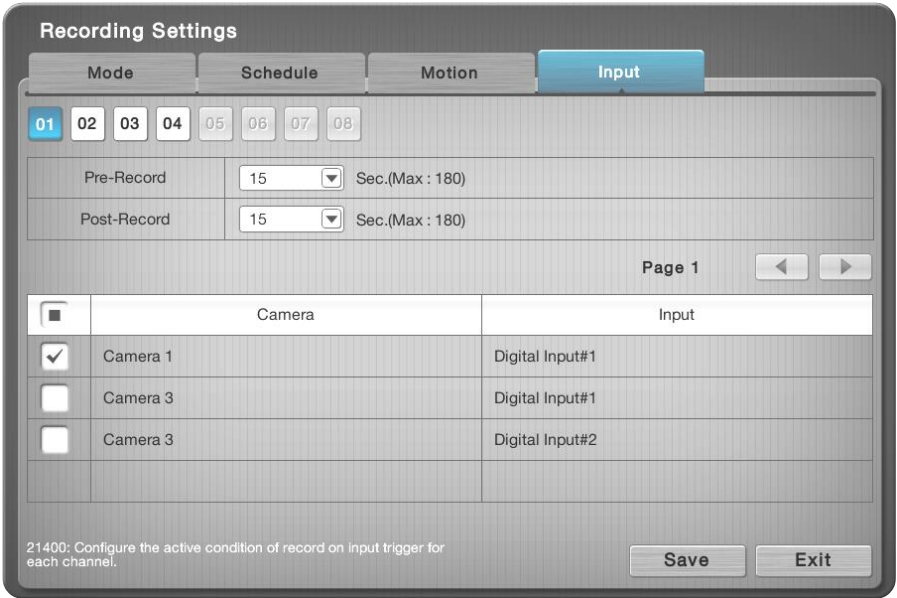 Recording Settings
Mode Schedule Motion Input
01 02 03 04 05 06 07 08
Pre-Record 15 Sec.(Max : 180)
Post-Record 15 Sec.(Max : 180)
Page 1
Camera Input
Camera 1 Digital Input#1
Camera 3 Digital Input#1
Camera 3 Digital Input#2
21400: Configure the active condition of record on input trigger for
each channel.
Save Exit